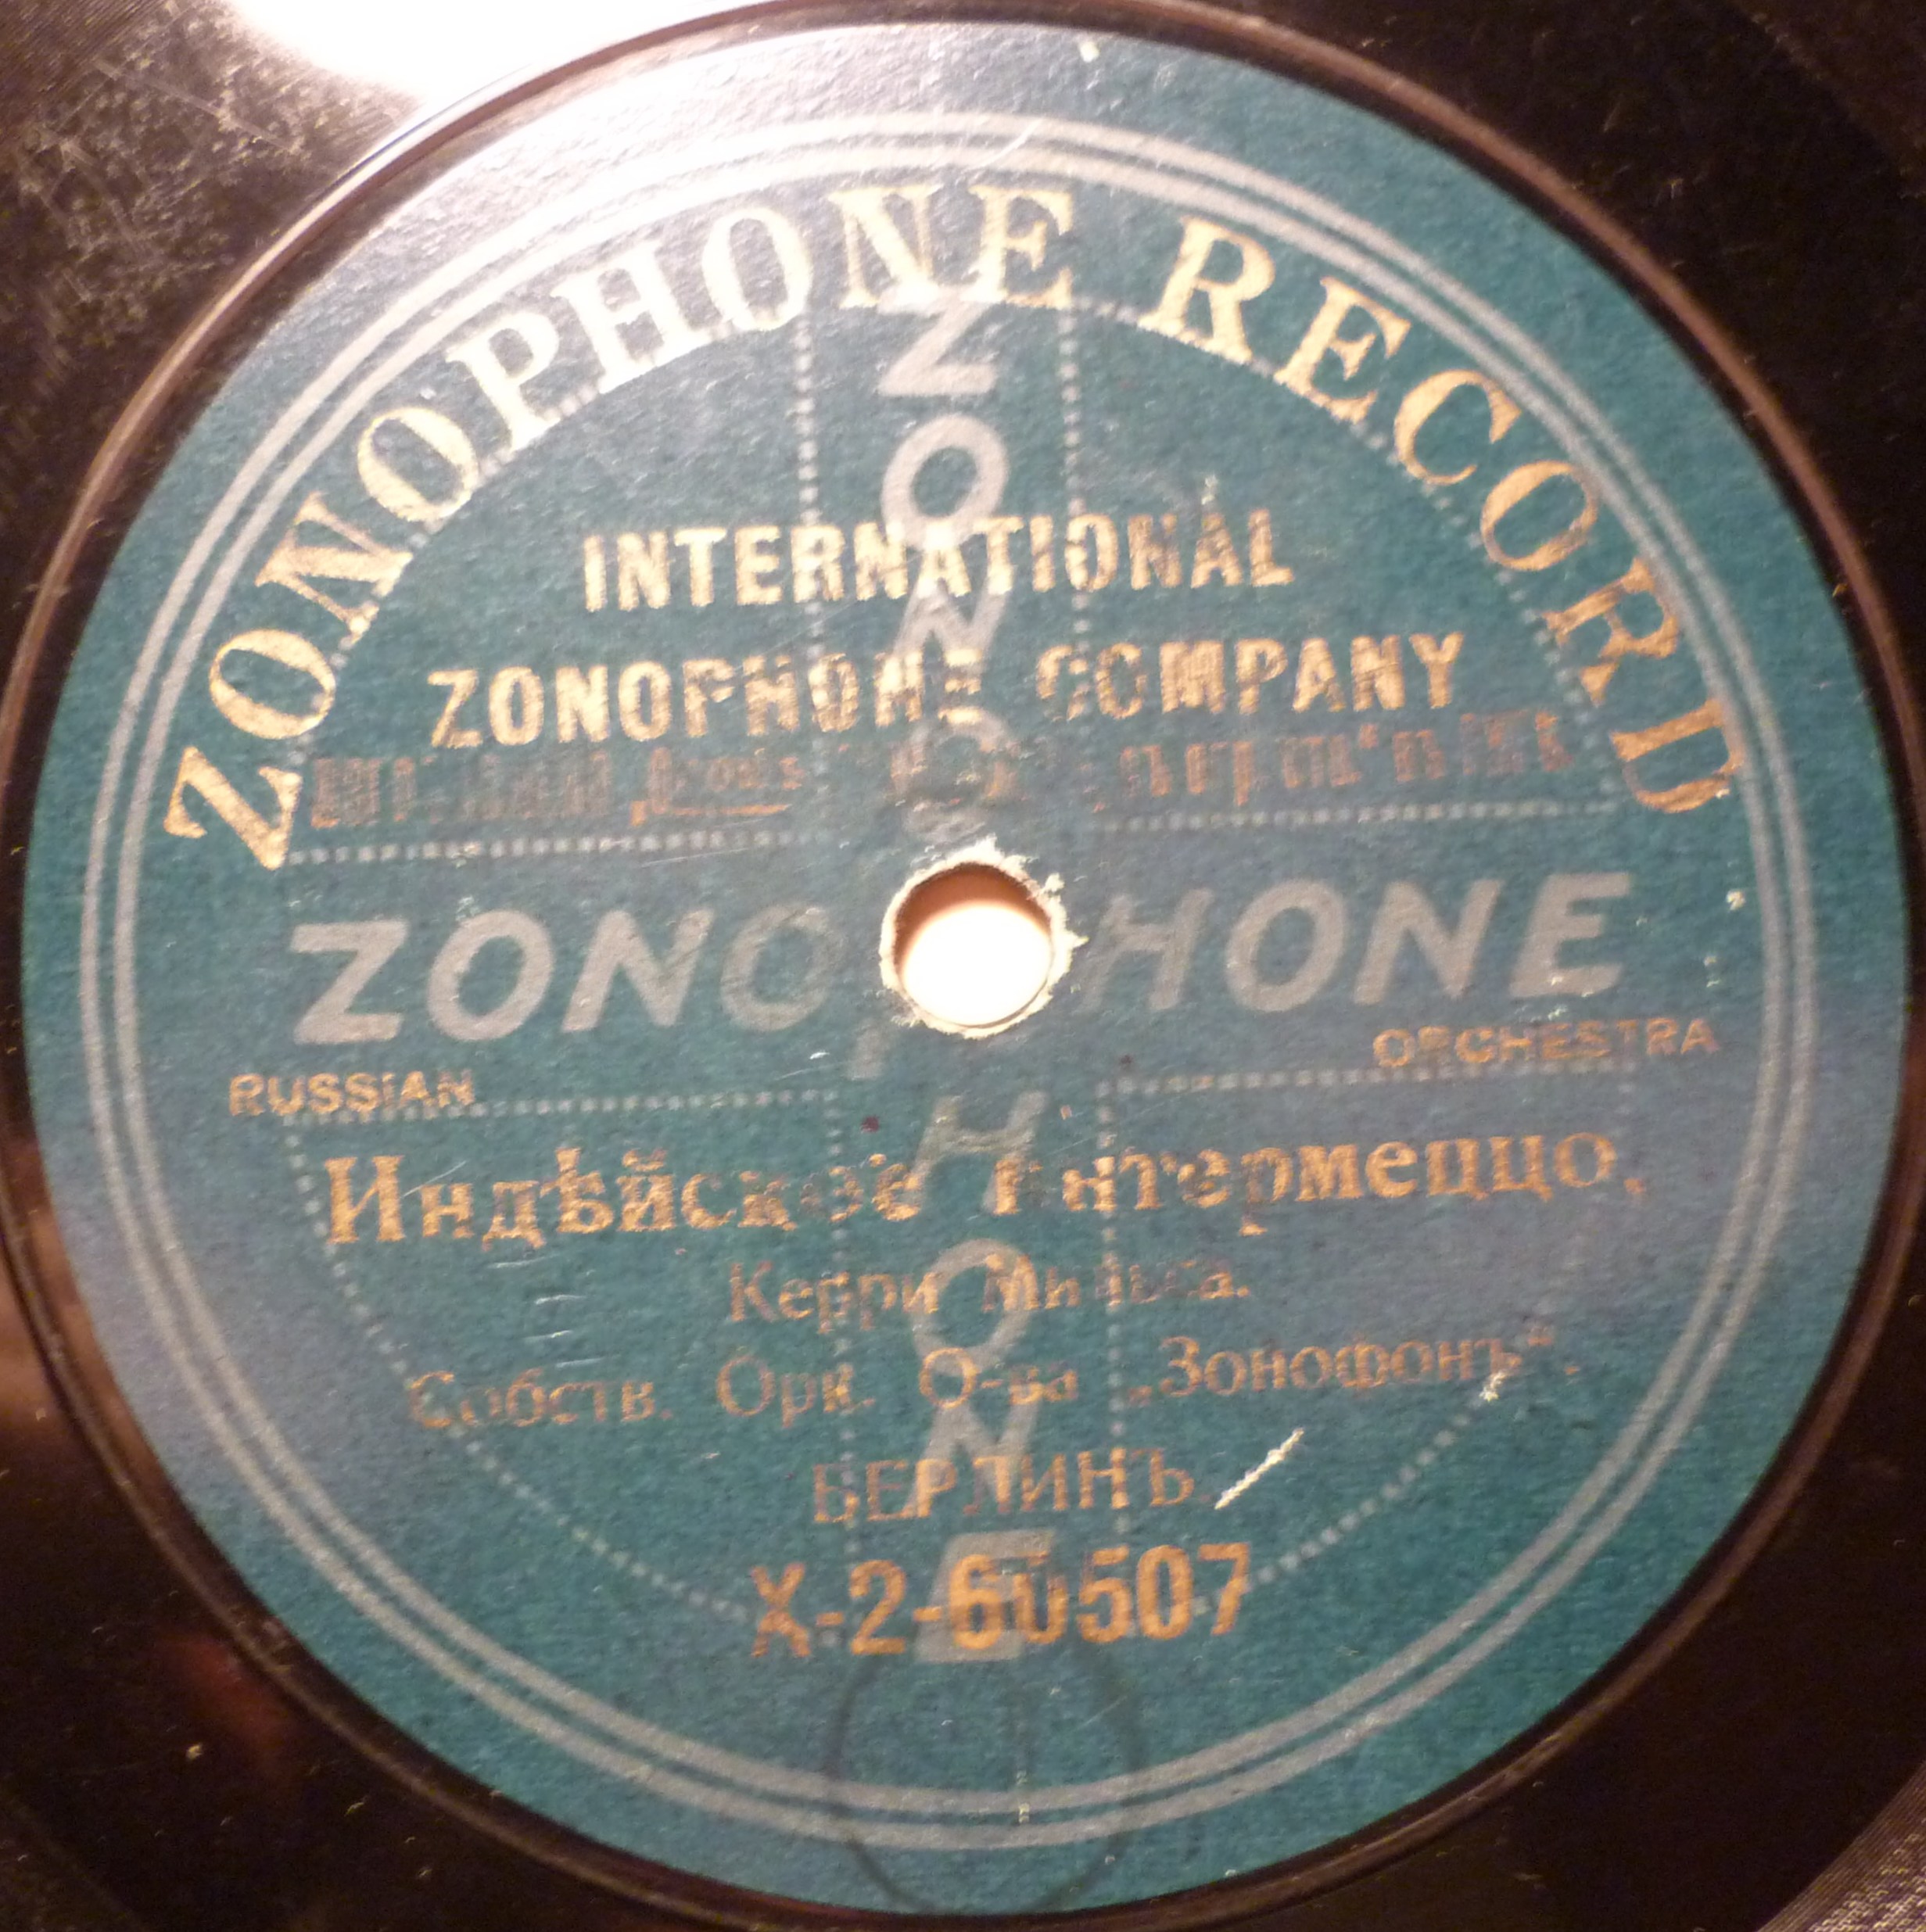 ZONOPHONE RECORD
ZONOPHONE
INTERNATIONAL
ZONOPHONE COMPANY
ZONOPHONE
RUSSIAN ORCHESTRA
Индѣйское интермеццо.
Керри Мильса.
Собств. Орк. О-ва „Зонофонъ“.
БЕРЛИНЪ.
X-2-60507